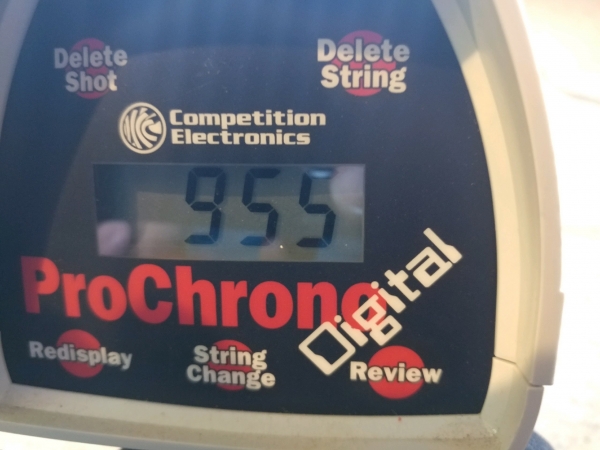 Delete
Shot
Delete
String
Competition
Electronics
955
ProChrono
Digital
Redisplay
String
Change
Review